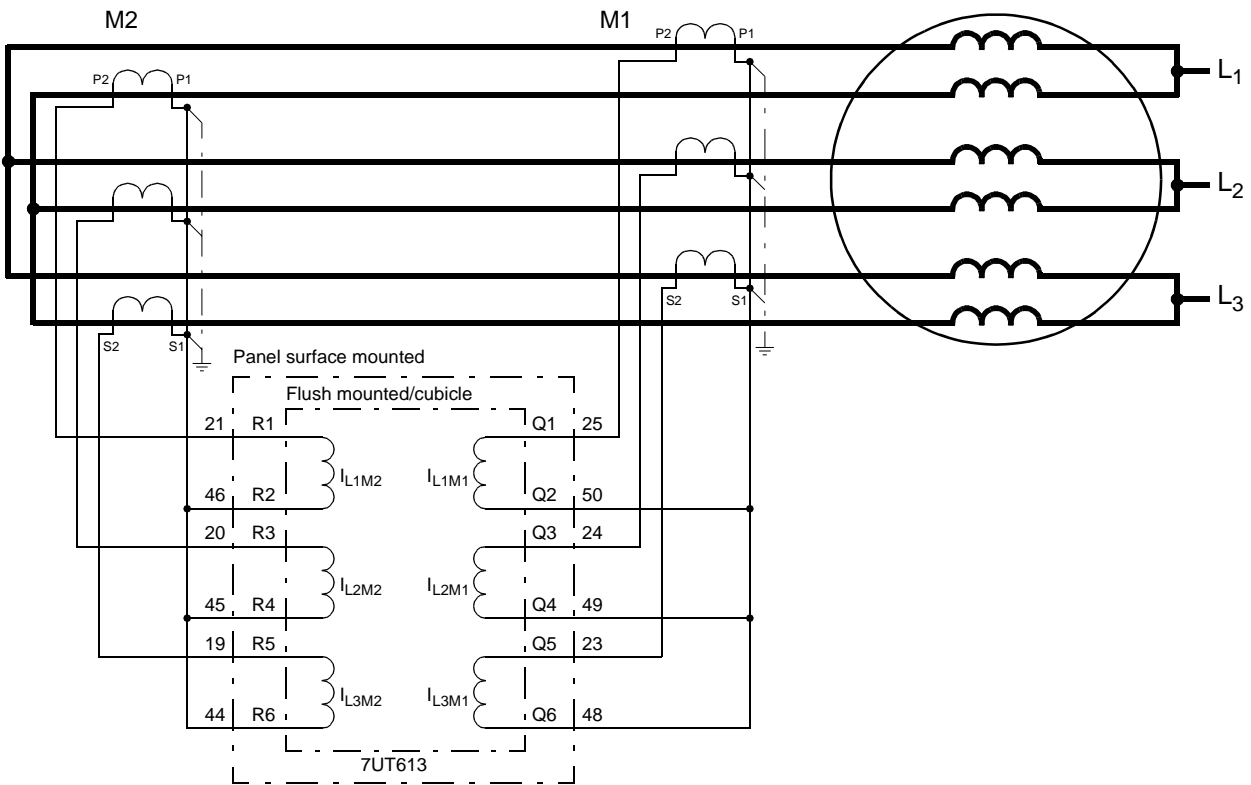 M2 M1
P2 P1
L1
P2 P1
L2
S2 S1
L3
S2 S1
Panel surface mounted
Flush mounted/cubicle
21 R1 Q1 25
IL1M2 IL1M1
46 R2 Q2 50
20 R3 Q3 24
IL2M2 IL2M1
45 R4 Q4 49
19 R5 Q5 23
IL3M2 IL3M1
44 R6 Q6 48
7UT613